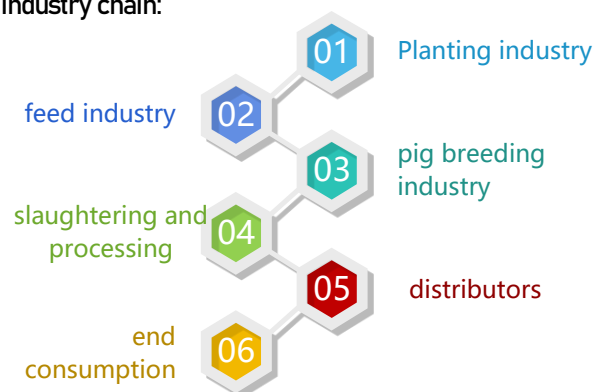 industry chain:
01
Planting industry
feed industry
02
03
pig breeding
industry
slaughtering and
processing
04
05
distributors
end
consumption
06